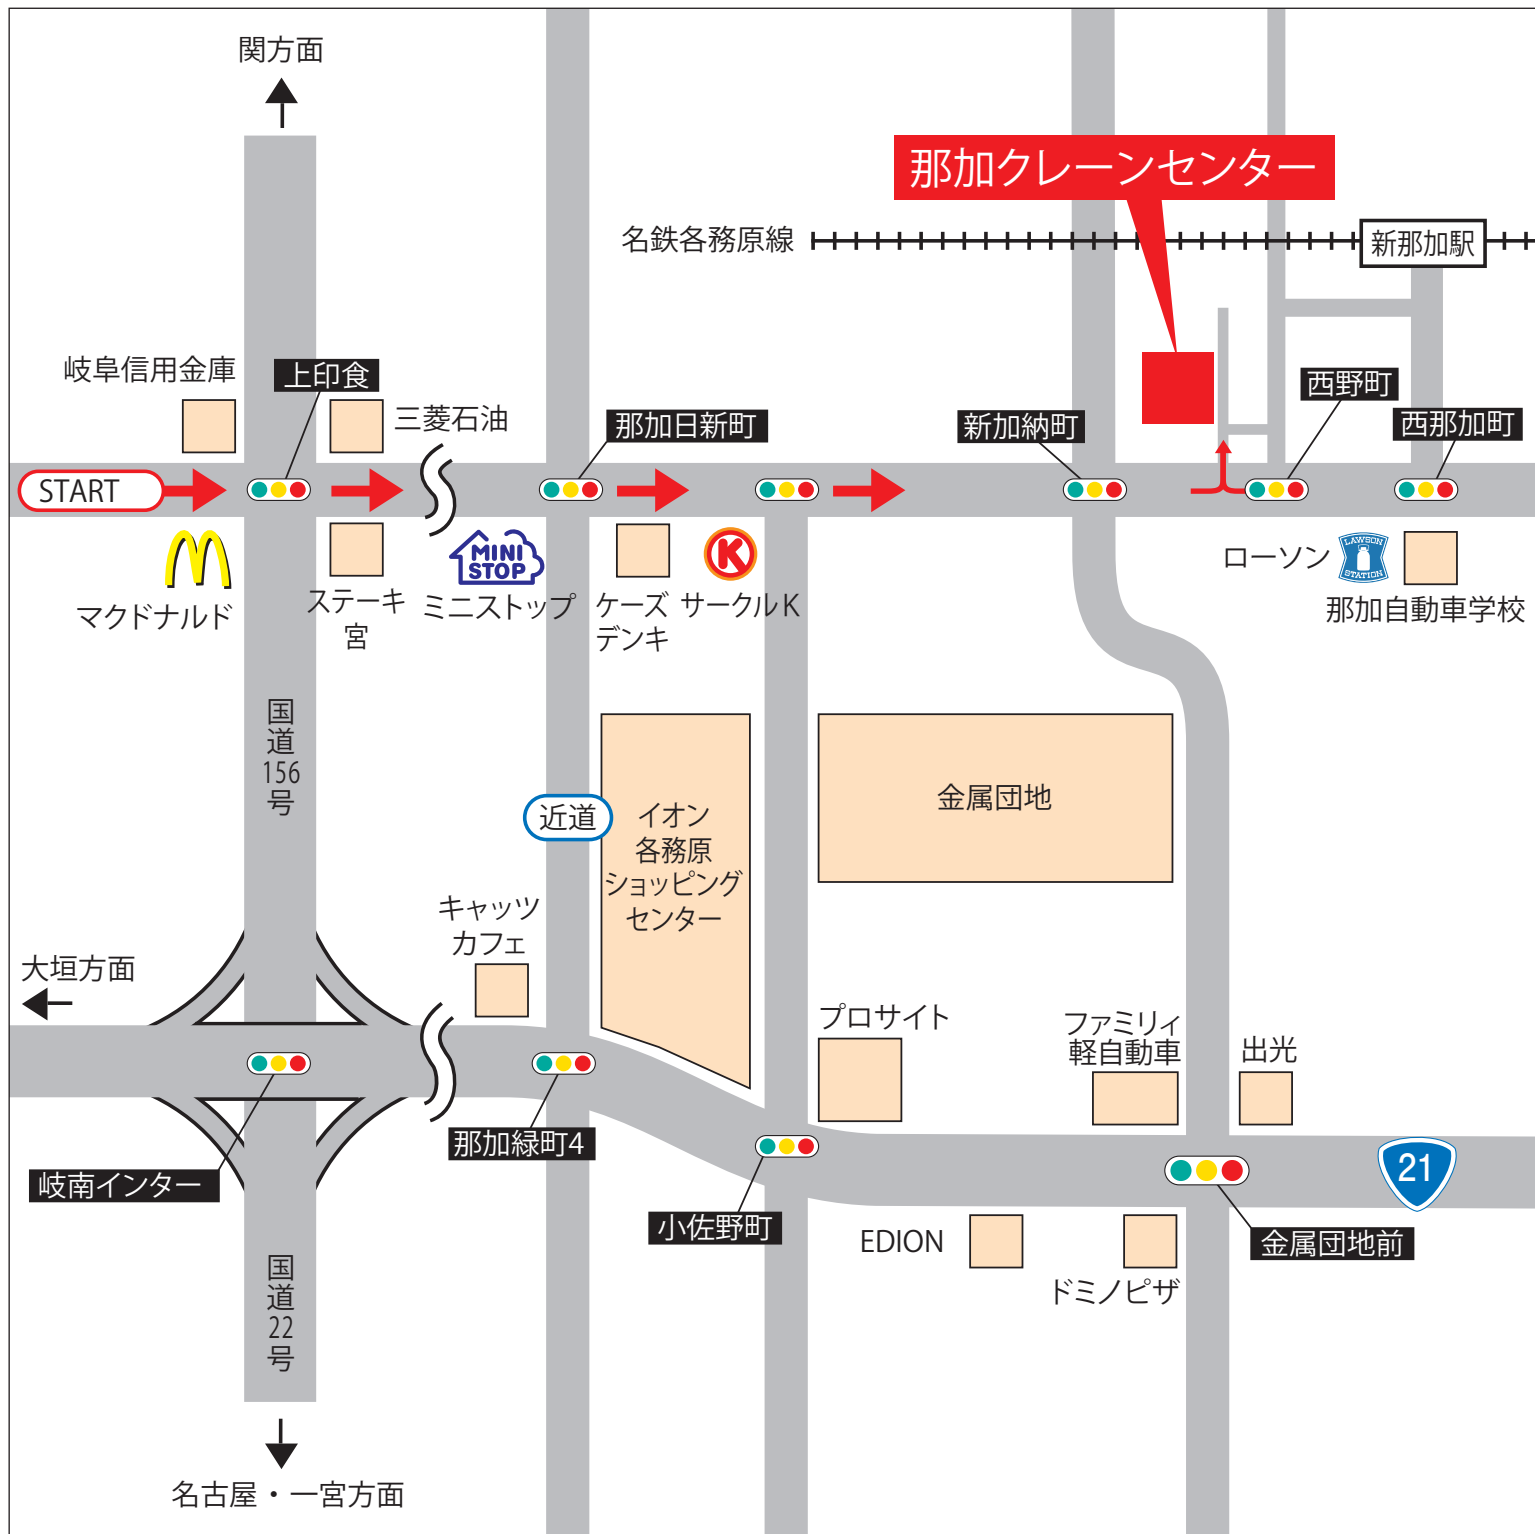 関方面
那加クレーンセンター
名鉄各務原線
新那加駅
岐阜信用金庫
上印食
三菱石油
那加日新町
新加納町
西野町
西那加町
START
マクドナルド
ステーキ
宮
MINI
STOP
ミニストップ
ケーズ
デンキ
K
サークルK
ローソン
LAWSON
STATION
那加自動車学校
国道156号
近道
イオン
各務原
ショッピング
センター
金属団地
キャッツ
カフェ
大垣方面
プロサイト
ファミリィ
軽自動車
出光
那加緑町4
岐南インター
小佐野町
21
EDION
ドミノピザ
金属団地前
国道22号
名古屋・一宮方面